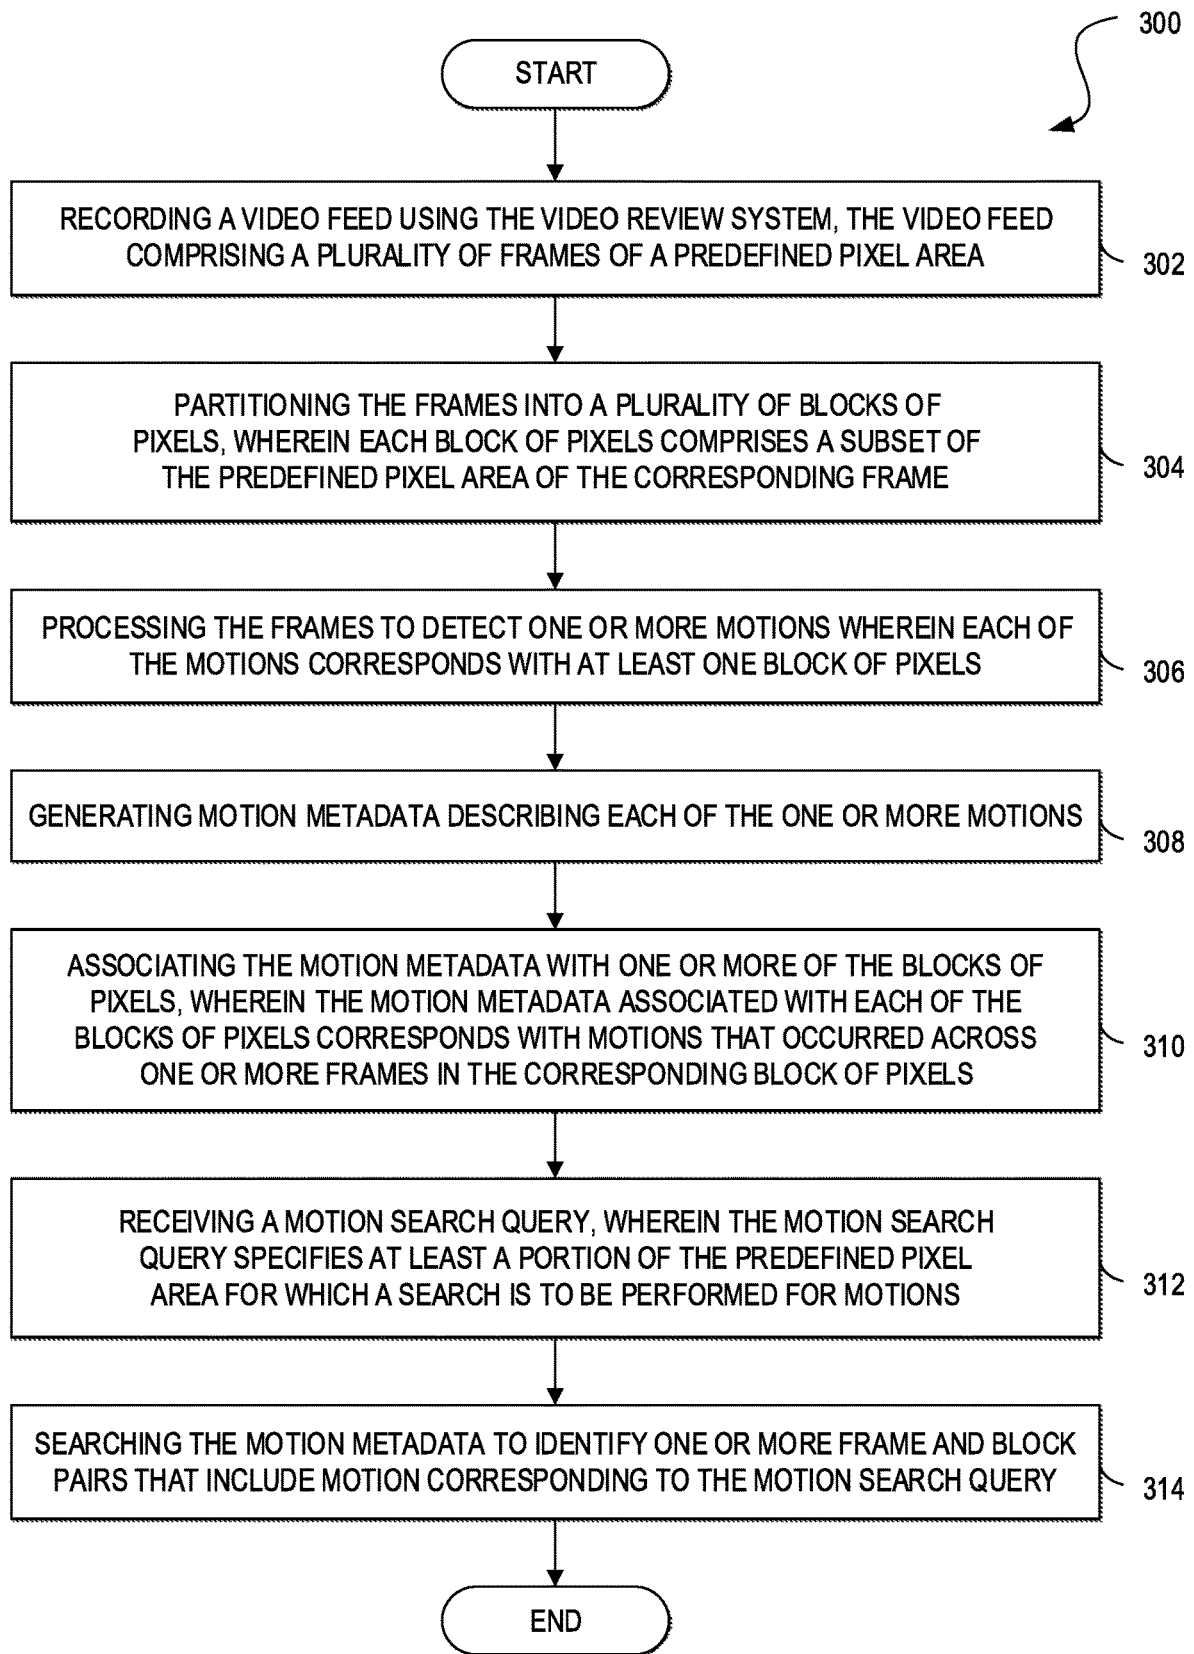 300
START
RECORDING A VIDEO FEED USING THE VIDEO REVIEW SYSTEM, THE VIDEO FEED
COMPRISING A PLURALITY OF FRAMES OF A PREDEFINED PIXEL AREA
302
PARTITIONING THE FRAMES INTO A PLURALITY OF BLOCKS OF
PIXELS, WHEREIN EACH BLOCK OF PIXELS COMPRISES A SUBSET OF
THE PREDEFINED PIXEL AREA OF THE CORRESPONDING FRAME
304
PROCESSING THE FRAMES TO DETECT ONE OR MORE MOTIONS WHEREIN EACH OF
THE MOTIONS CORRESPONDS WITH AT LEAST ONE BLOCK OF PIXELS
306
GENERATING MOTION METADATA DESCRIBING EACH OF THE ONE OR MORE MOTIONS
308
ASSOCIATING THE MOTION METADATA WITH ONE OR MORE OF THE BLOCKS OF
PIXELS, WHEREIN THE MOTION METADATA ASSOCIATED WITH EACH OF THE
BLOCKS OF PIXELS CORRESPONDS WITH MOTIONS THAT OCCURRED ACROSS
ONE OR MORE FRAMES IN THE CORRESPONDING BLOCK OF PIXELS
310
RECEIVING A MOTION SEARCH QUERY, WHEREIN THE MOTION SEARCH
QUERY SPECIFIES AT LEAST A PORTION OF THE PREDEFINED PIXEL
AREA FOR WHICH A SEARCH IS TO BE PERFORMED FOR MOTIONS
312
SEARCHING THE MOTION METADATA TO IDENTIFY ONE OR MORE FRAME AND BLOCK
PAIRS THAT INCLUDE MOTION CORRESPONDING TO THE MOTION SEARCH QUERY
314
END